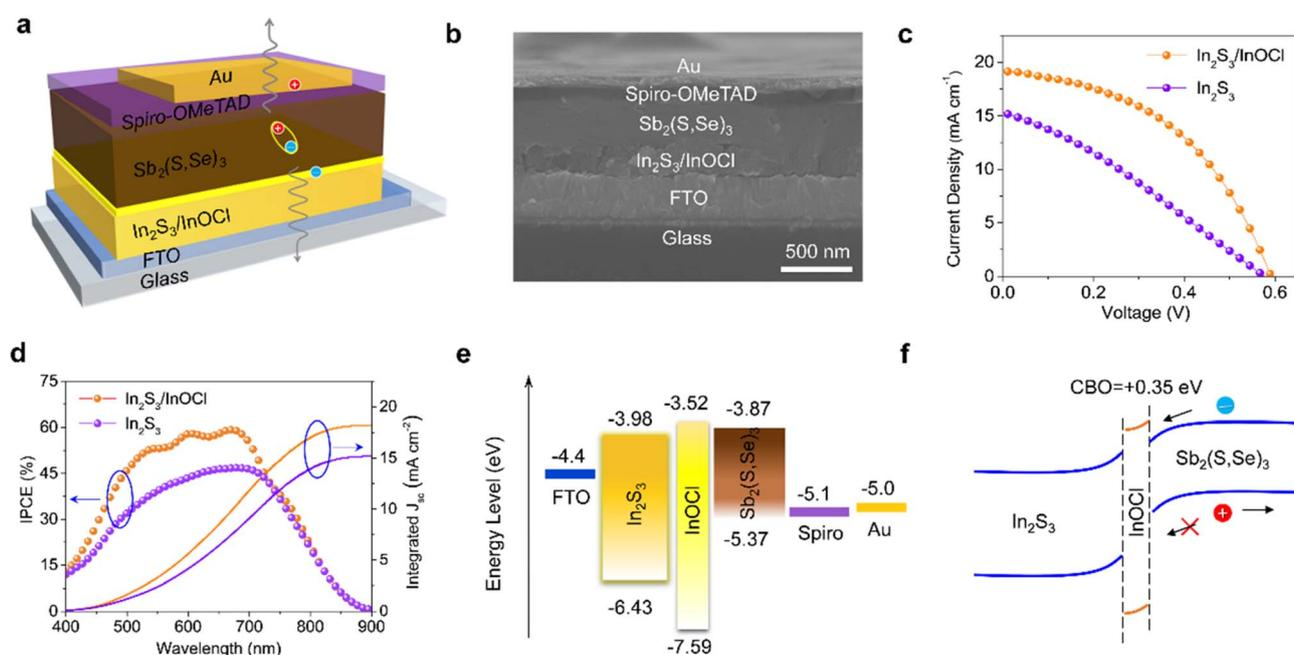 a
Au
Spiro-OMeTAD
Sb₂(S,Se)₃
In₂S₃/InOCl
FTO
Glass
b
Au
Spiro-OMeTAD
Sb₂(S,Se)₃
In₂S₃/InOCl
FTO
Glass
500 nm
c
20
15
10
5
0
0.0
0.2
0.4
0.6
Current Density (mA cm⁻²)
Voltage (V)
In₂S₃/InOCl
In₂S₃
d
75
60
45
30
15
0
400
500
600
700
800
900
20
15
10
5
0
IPCE (%)
Wavelength (nm)
Integrated Jsc (mA cm⁻²)
In₂S₃/InOCl
In₂S₃
e
Energy Level (eV)
-4.4
FTO
-3.98
In₂S₃
-6.43
-3.52
InOCl
-7.59
-3.87
Sb₂(S,Se)₃
-5.37
-5.1
Spiro
-5.0
Au
f
CBO=+0.35 eV
In₂S₃
InOCl
Sb₂(S,Se)₃